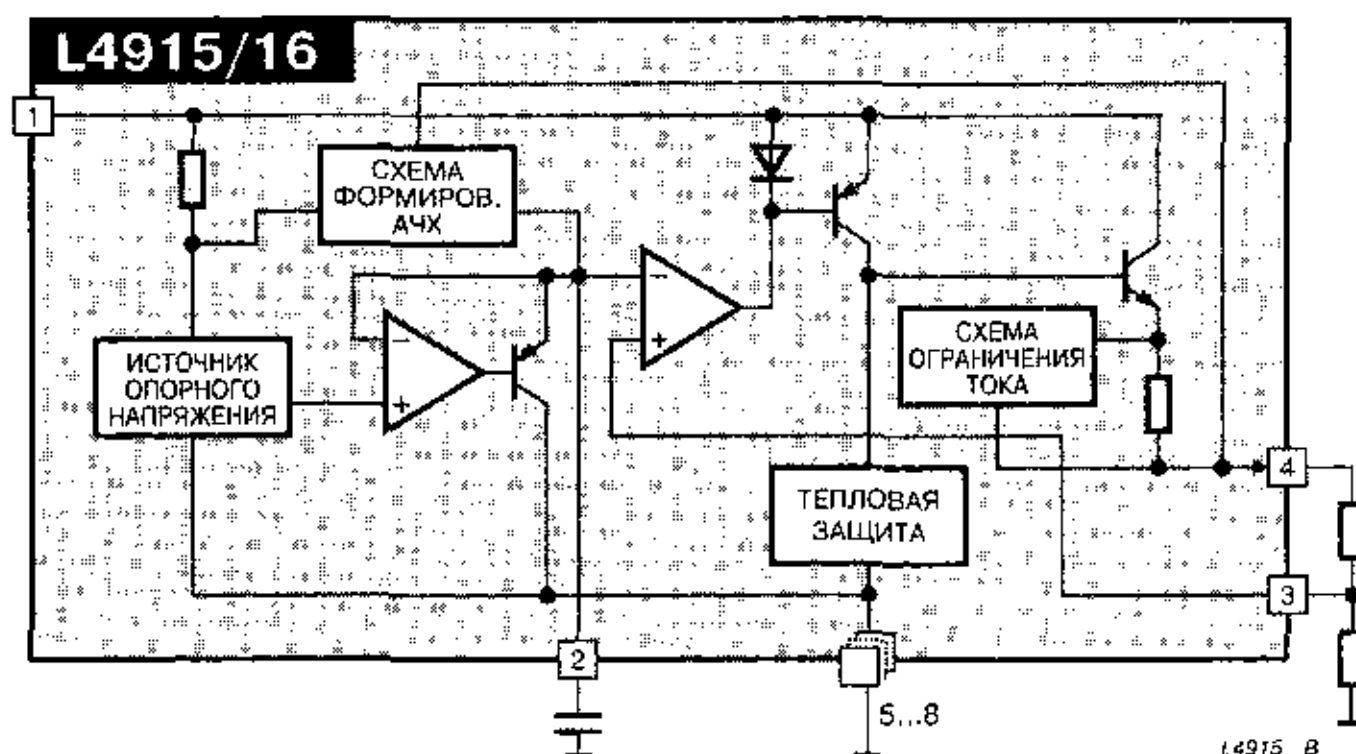 L4915/16
1
СХЕМА
ФОРМИРОВ.
АЧХ
−
+
−
+
ИСТОЧНИК
ОПОРНОГО
НАПРЯЖЕНИЯ
СХЕМА
ОГРАНИЧЕНИЯ
ТОКА
4
ТЕПЛОВАЯ
ЗАЩИТА
3
2
5...8
L4915_B